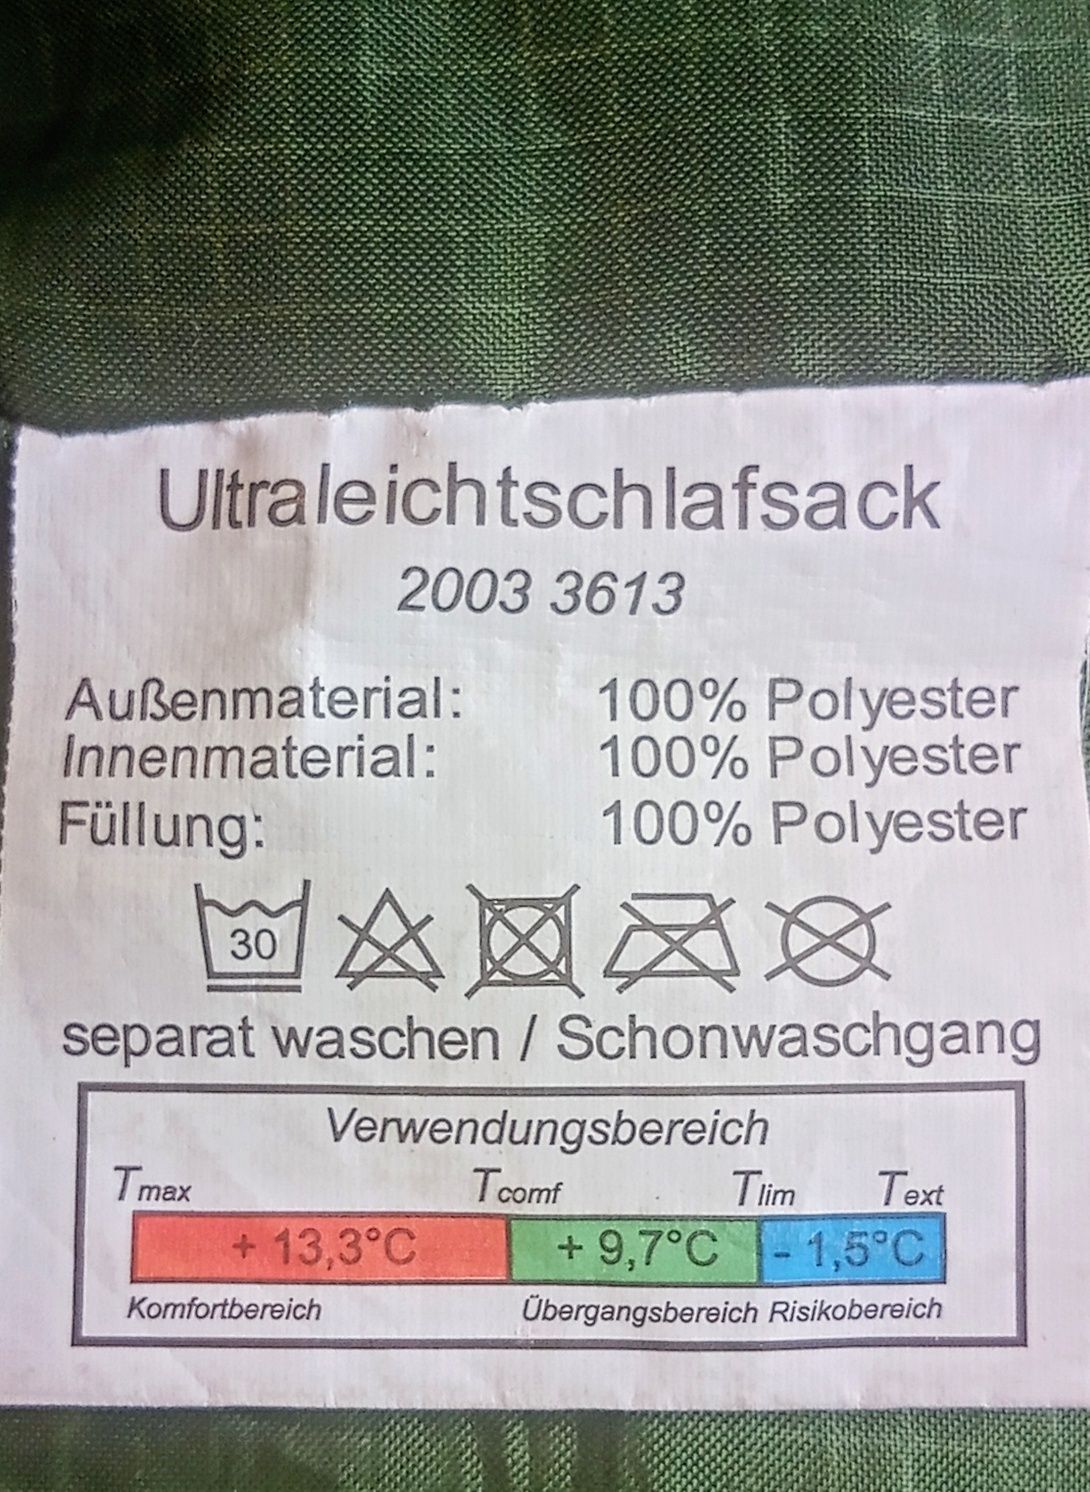 Ultraleichtschlafsack
2003 3613
Außenmaterial: 100% Polyester
Innenmaterial: 100% Polyester
Füllung: 100% Polyester
30
separat waschen / Schonwaschgang
Verwendungsbereich
Tmax Tcomf Tlim Text
+ 13,3°C + 9,7°C - 1,5°C
Komfortbereich Übergangsbereich Risikobereich